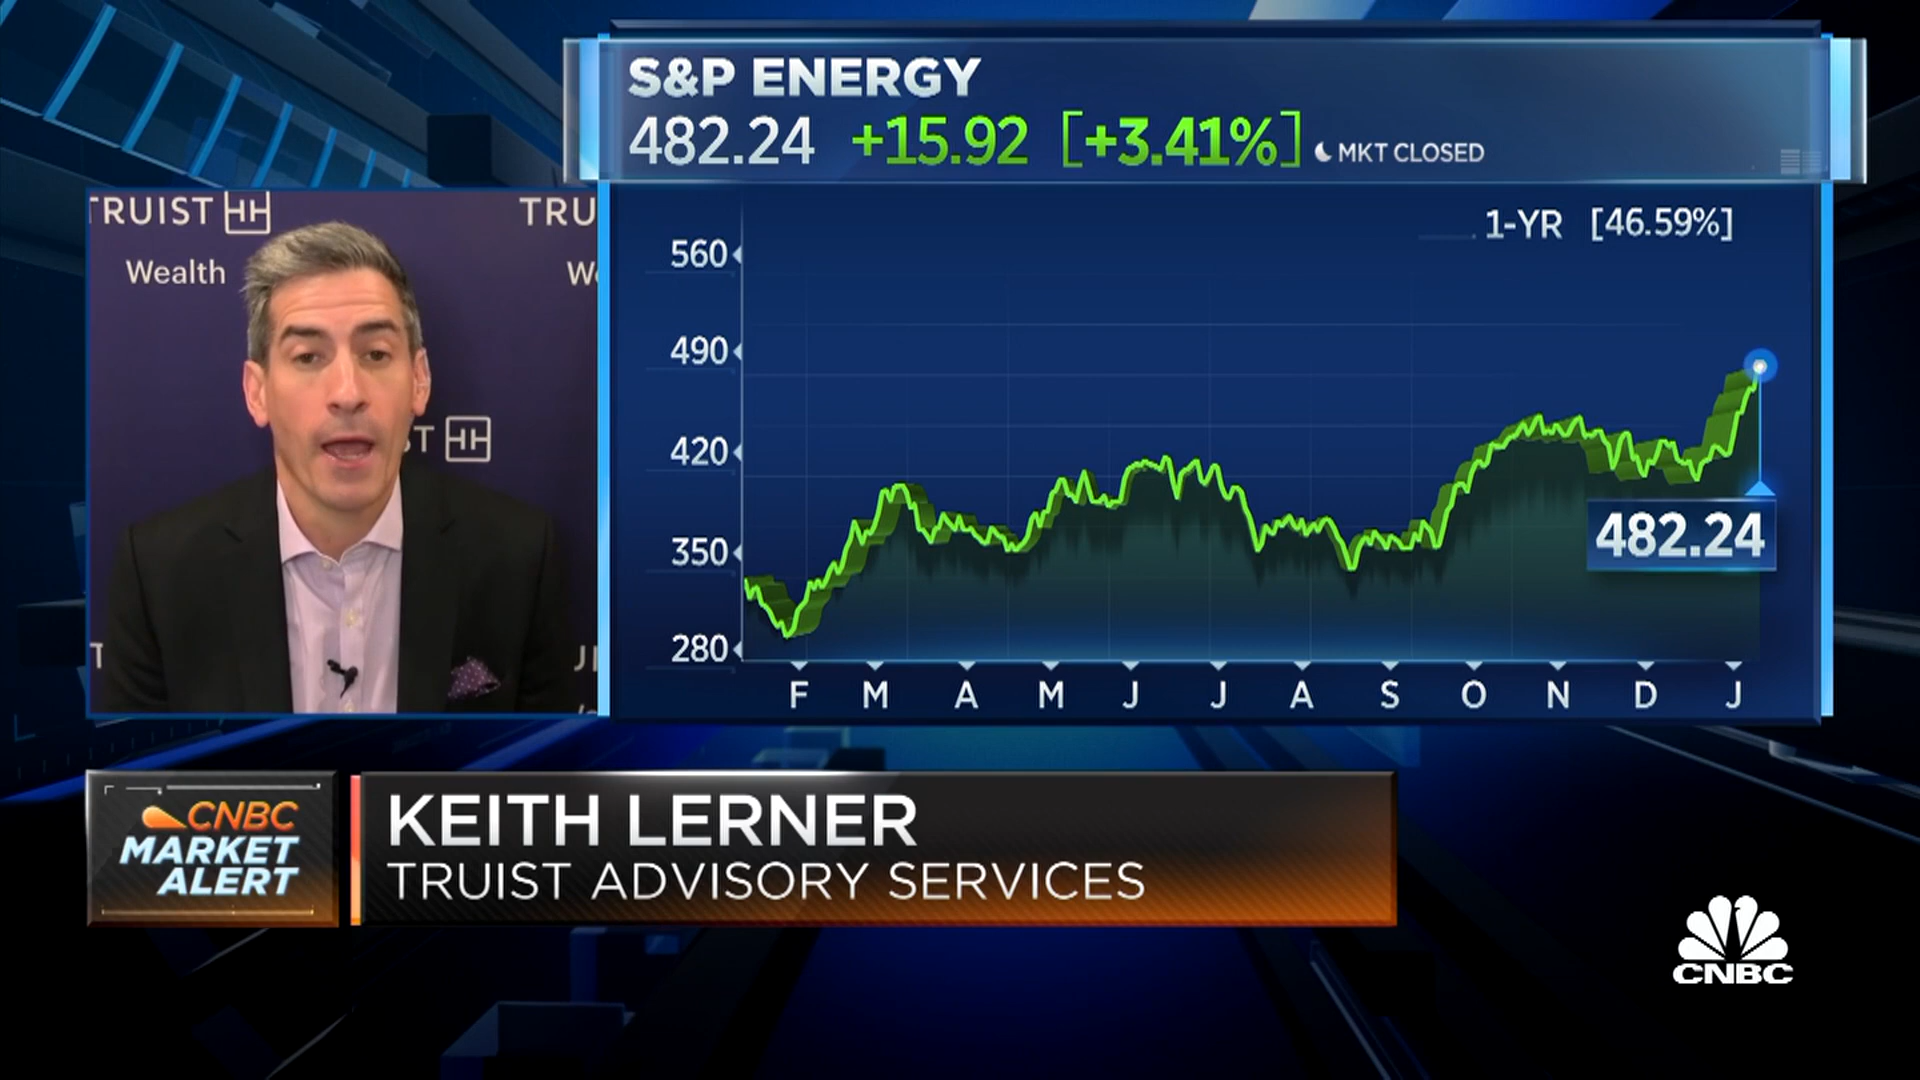 S&P ENERGY
482.24 +15.92 [+3.41%] MKT CLOSED
1-YR [46.59%]
560
490
420
350
280
482.24
F M A M J J A S O N D J
TRUIST
TRU
Wealth
ST
T
CNBC
MARKET
ALERT
KEITH LERNER
TRUIST ADVISORY SERVICES
CNBC